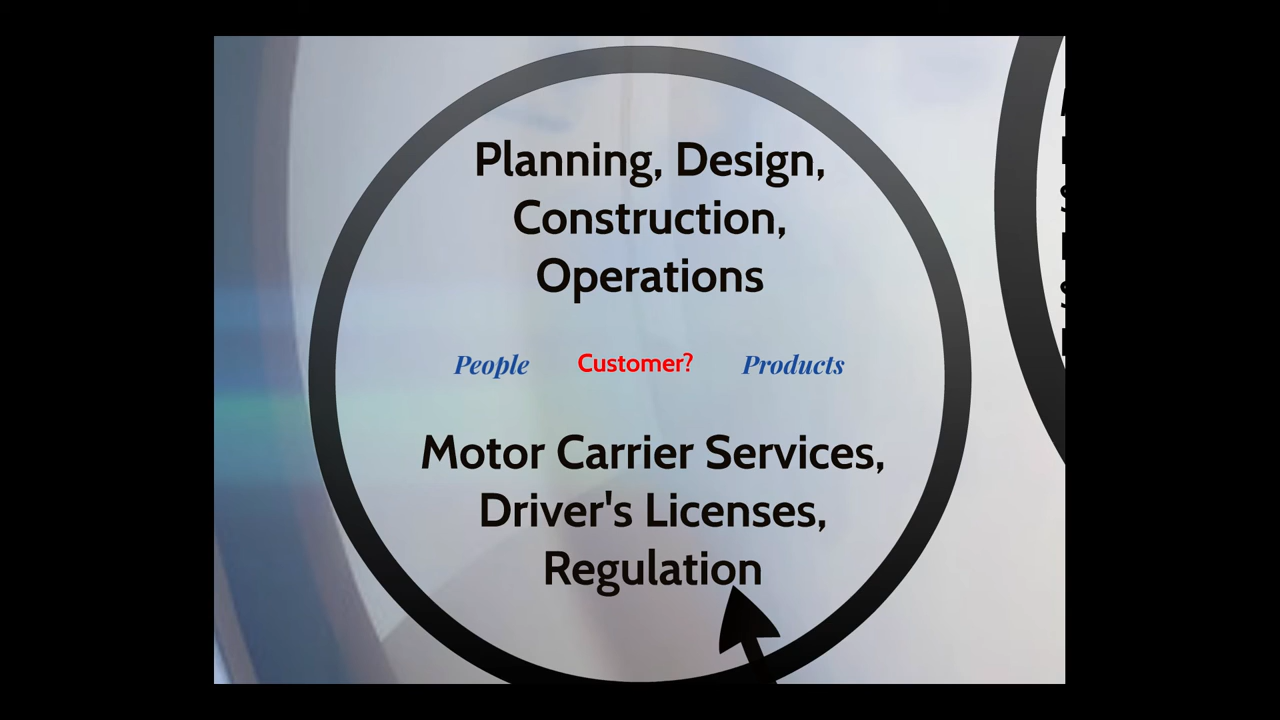 Planning, Design,
Construction,
Operations
People Customer? Products
Motor Carrier Services,
Driver's Licenses,
Regulation